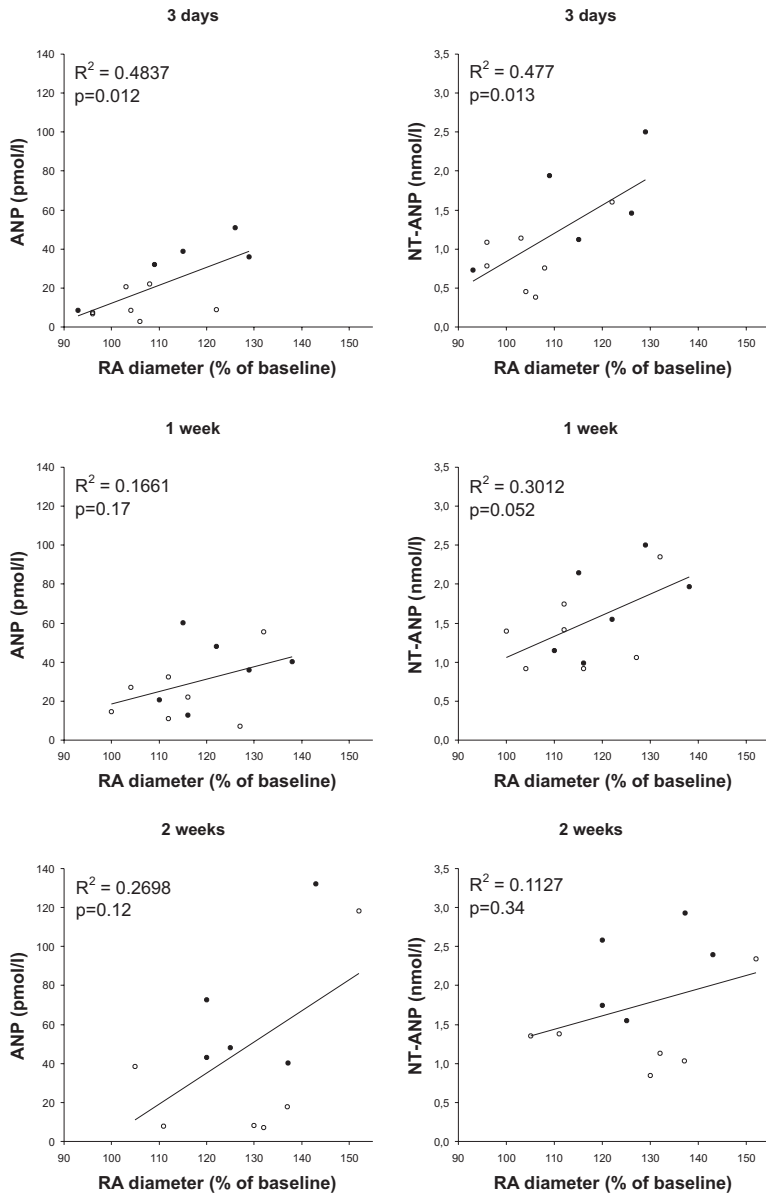 3 days
R² = 0.4837
p=0.012
ANP (pmol/l)
140
120
100
80
60
40
20
0
90 100 110 120 130 140 150
RA diameter (% of baseline)
3 days
R² = 0.477
p=0.013
NT-ANP (nmol/l)
3,5
3,0
2,5
2,0
1,5
1,0
0,5
0,0
90 100 110 120 130 140 150
RA diameter (% of baseline)
1 week
R² = 0.1661
p=0.17
ANP (pmol/l)
140
120
100
80
60
40
20
0
90 100 110 120 130 140 150
RA diameter (% of baseline)
1 week
R² = 0.3012
p=0.052
NT-ANP (nmol/l)
3,5
3,0
2,5
2,0
1,5
1,0
0,5
0,0
90 100 110 120 130 140 150
RA diameter (% of baseline)
2 weeks
R² = 0.2698
p=0.12
ANP (pmol/l)
140
120
100
80
60
40
20
0
90 100 110 120 130 140 150
RA diameter (% of baseline)
2 weeks
R² = 0.1127
p=0.34
NT-ANP (nmol/l)
3,5
3,0
2,5
2,0
1,5
1,0
0,5
0,0
90 100 110 120 130 140 150
RA diameter (% of baseline)